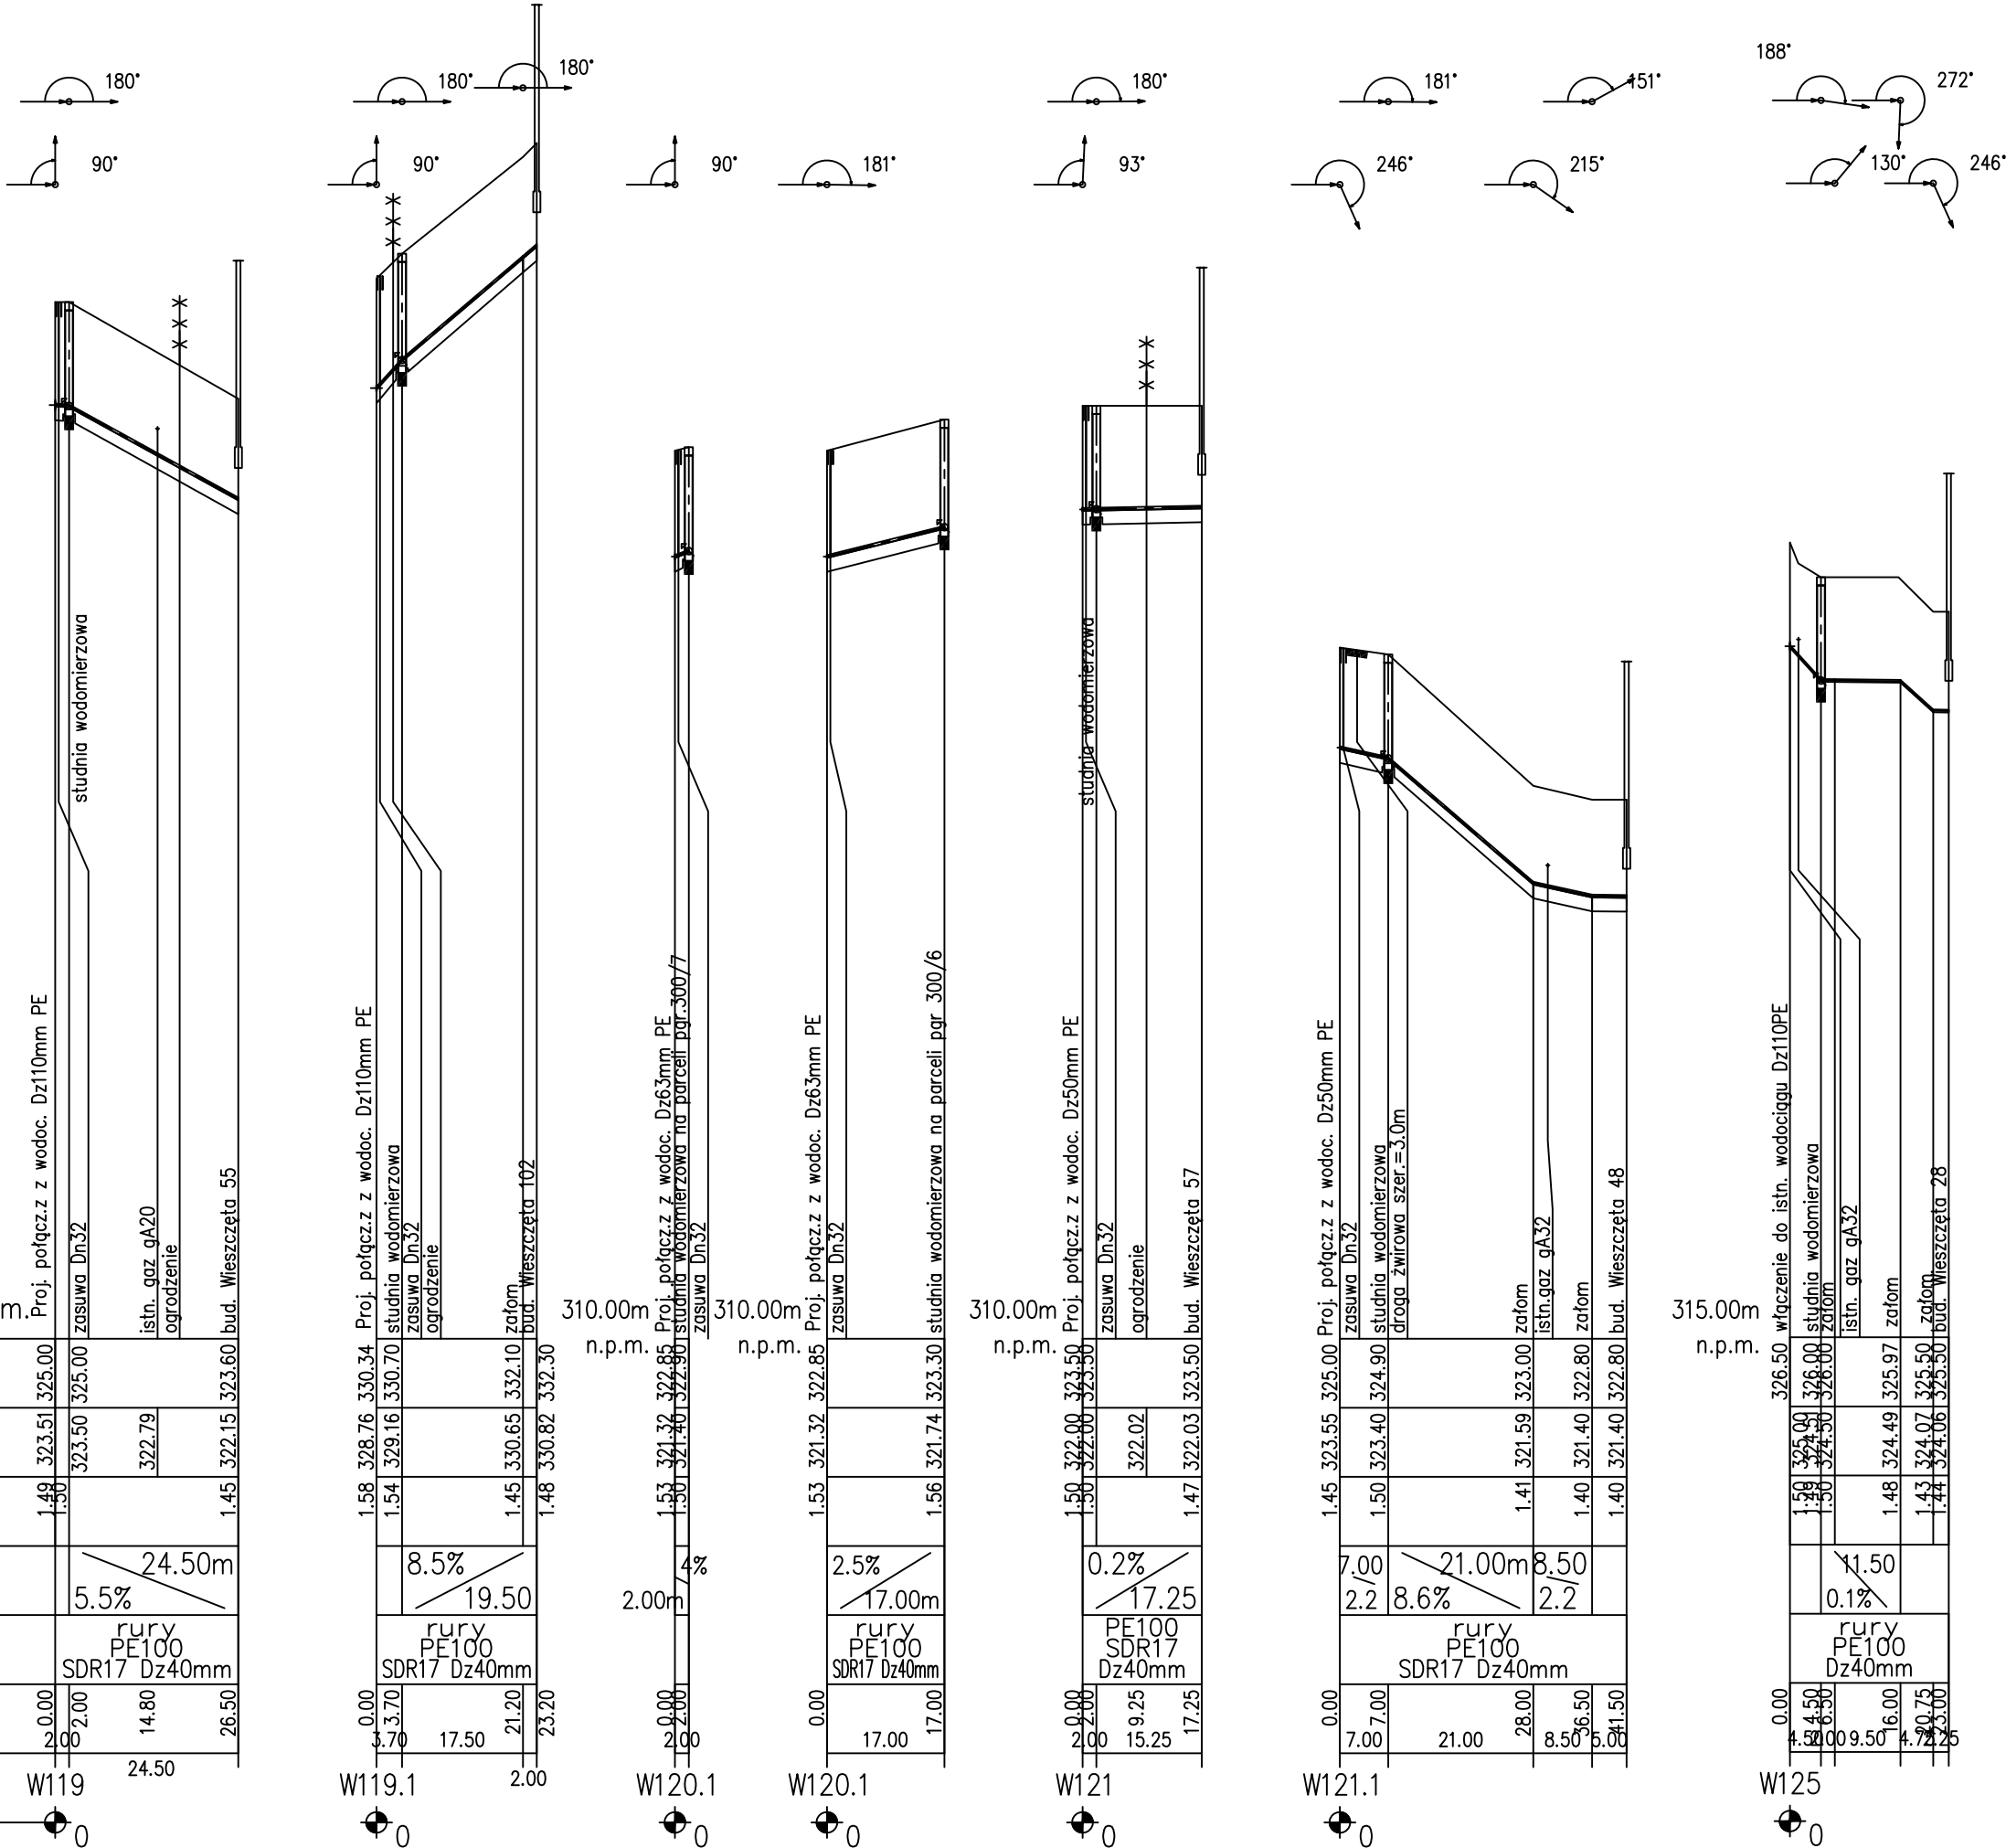 180°
90°
180°
180°
90°
90°
181°
180°
93°
181°
151°
246°
215°
188°
272°
130°
246°
m.
Proj. połącz.z z wodoc. Dz110mm PE
studnia wodomierzowa
zasuwa Dn32
istn. gaz gA20
ogrodzenie
bud. Wieszczęta 55
325.00
325.00
323.60
323.51
323.50
322.79
322.15
1.49
1.50
1.45
24.50m
5.5%
rury
PE100
SDR17 Dz40mm
0.00
2.00
14.80
26.50
2.00
24.50
W119
0
Proj. połącz.z z wodoc. Dz110mm PE
studnia wodomierzowa
zasuwa Dn32
ogrodzenie
załom
bud. Wieszczęta 102
330.34
330.70
332.10
332.30
328.76
329.16
330.65
330.82
1.58
1.54
1.45
1.48
8.5%
19.50
rury
PE100
SDR17 Dz40mm
0.00
3.70
21.20
23.20
3.70
17.50
2.00
W119.1
0
310.00m
n.p.m.
Proj. połącz.z z wodoc. Dz63mm PE
studnia wodomierzowa na parceli pgr.300/7
zasuwa Dn32
322.85
322.90
321.32
321.40
1.53
1.50
4%
2.00m
0.00
2.00
2.00
W120.1
0
310.00m
n.p.m.
Proj. połącz.z z wodoc. Dz63mm PE
zasuwa Dn32
studnia wodomierzowa na parceli pgr 300/6
322.85
323.30
321.32
321.74
1.53
1.56
2.5%
17.00m
rury
PE100
SDR17 Dz40mm
0.00
17.00
17.00
W120.1
0
310.00m
n.p.m.
Proj. połącz.z z wodoc. Dz50mm PE
studnia wodomierzowa
zasuwa Dn32
ogrodzenie
bud. Wieszczęta 57
323.50
323.50
323.50
322.00
322.00
322.02
322.03
1.50
1.50
1.47
0.2%
17.25
PE100
SDR17
Dz40mm
0.00
2.00
9.25
17.25
2.00
15.25
W121
0
Proj. połącz.z z wodoc. Dz50mm PE
zasuwa Dn32
studnia wodomierzowa
droga żwirowa szer.=3.0m
załom
istn.gaz gA32
załom
bud. Wieszczęta 48
325.00
324.90
323.00
322.80
322.80
323.55
323.40
321.59
321.40
321.40
1.45
1.50
1.41
1.40
1.40
7.00
2.2
21.00m
8.6%
8.50
2.2
rury
PE100
SDR17 Dz40mm
0.00
7.00
28.00
36.50
41.50
7.00
21.00
8.50
5.00
W121.1
0
315.00m
n.p.m.
włączenie do istn. wodociągu Dz110PE
studnia wodomierzowa
załom
istn. gaz gA32
załom
załom
bud. Wieszczęta 28
326.50
326.00
326.00
325.97
325.50
325.50
325.00
324.51
324.50
324.49
324.07
324.06
1.50
1.49
1.50
1.48
1.43
1.44
11.50
0.1%
rury
PE100
Dz40mm
0.00
4.50
6.50
16.00
20.75
23.00
4.50
2.00
9.50
4.75
2.25
W125
0